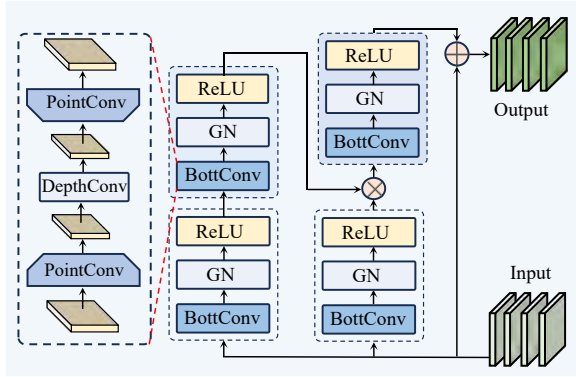 PointConv
DepthConv
PointConv
ReLU
GN
BottConv
ReLU
GN
BottConv
ReLU
GN
BottConv
ReLU
GN
BottConv
Output
Input